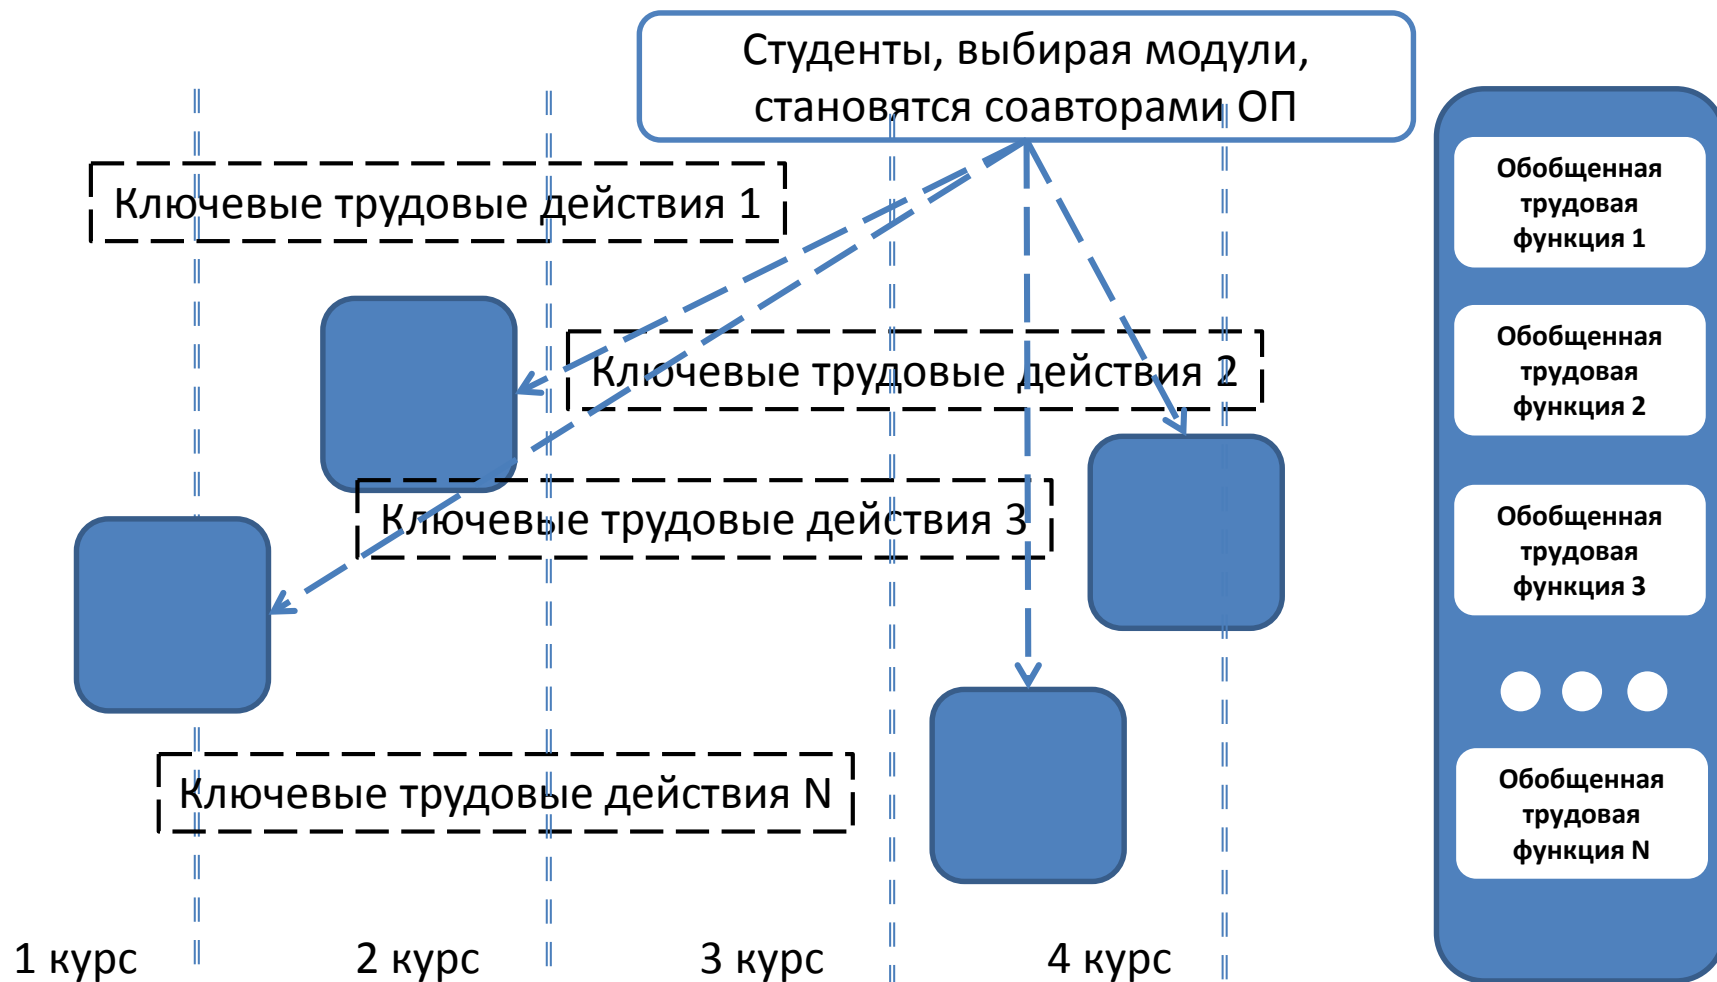 Студенты, выбирая модули,
становятся соавторами ОП
Ключевые трудовые действия 1
Ключевые трудовые действия 2
Ключевые трудовые действия 3
Ключевые трудовые действия N
1 курс
2 курс
3 курс
4 курс
Обобщенная
трудовая
функция 1
Обобщенная
трудовая
функция 2
Обобщенная
трудовая
функция 3
Обобщенная
трудовая
функция N